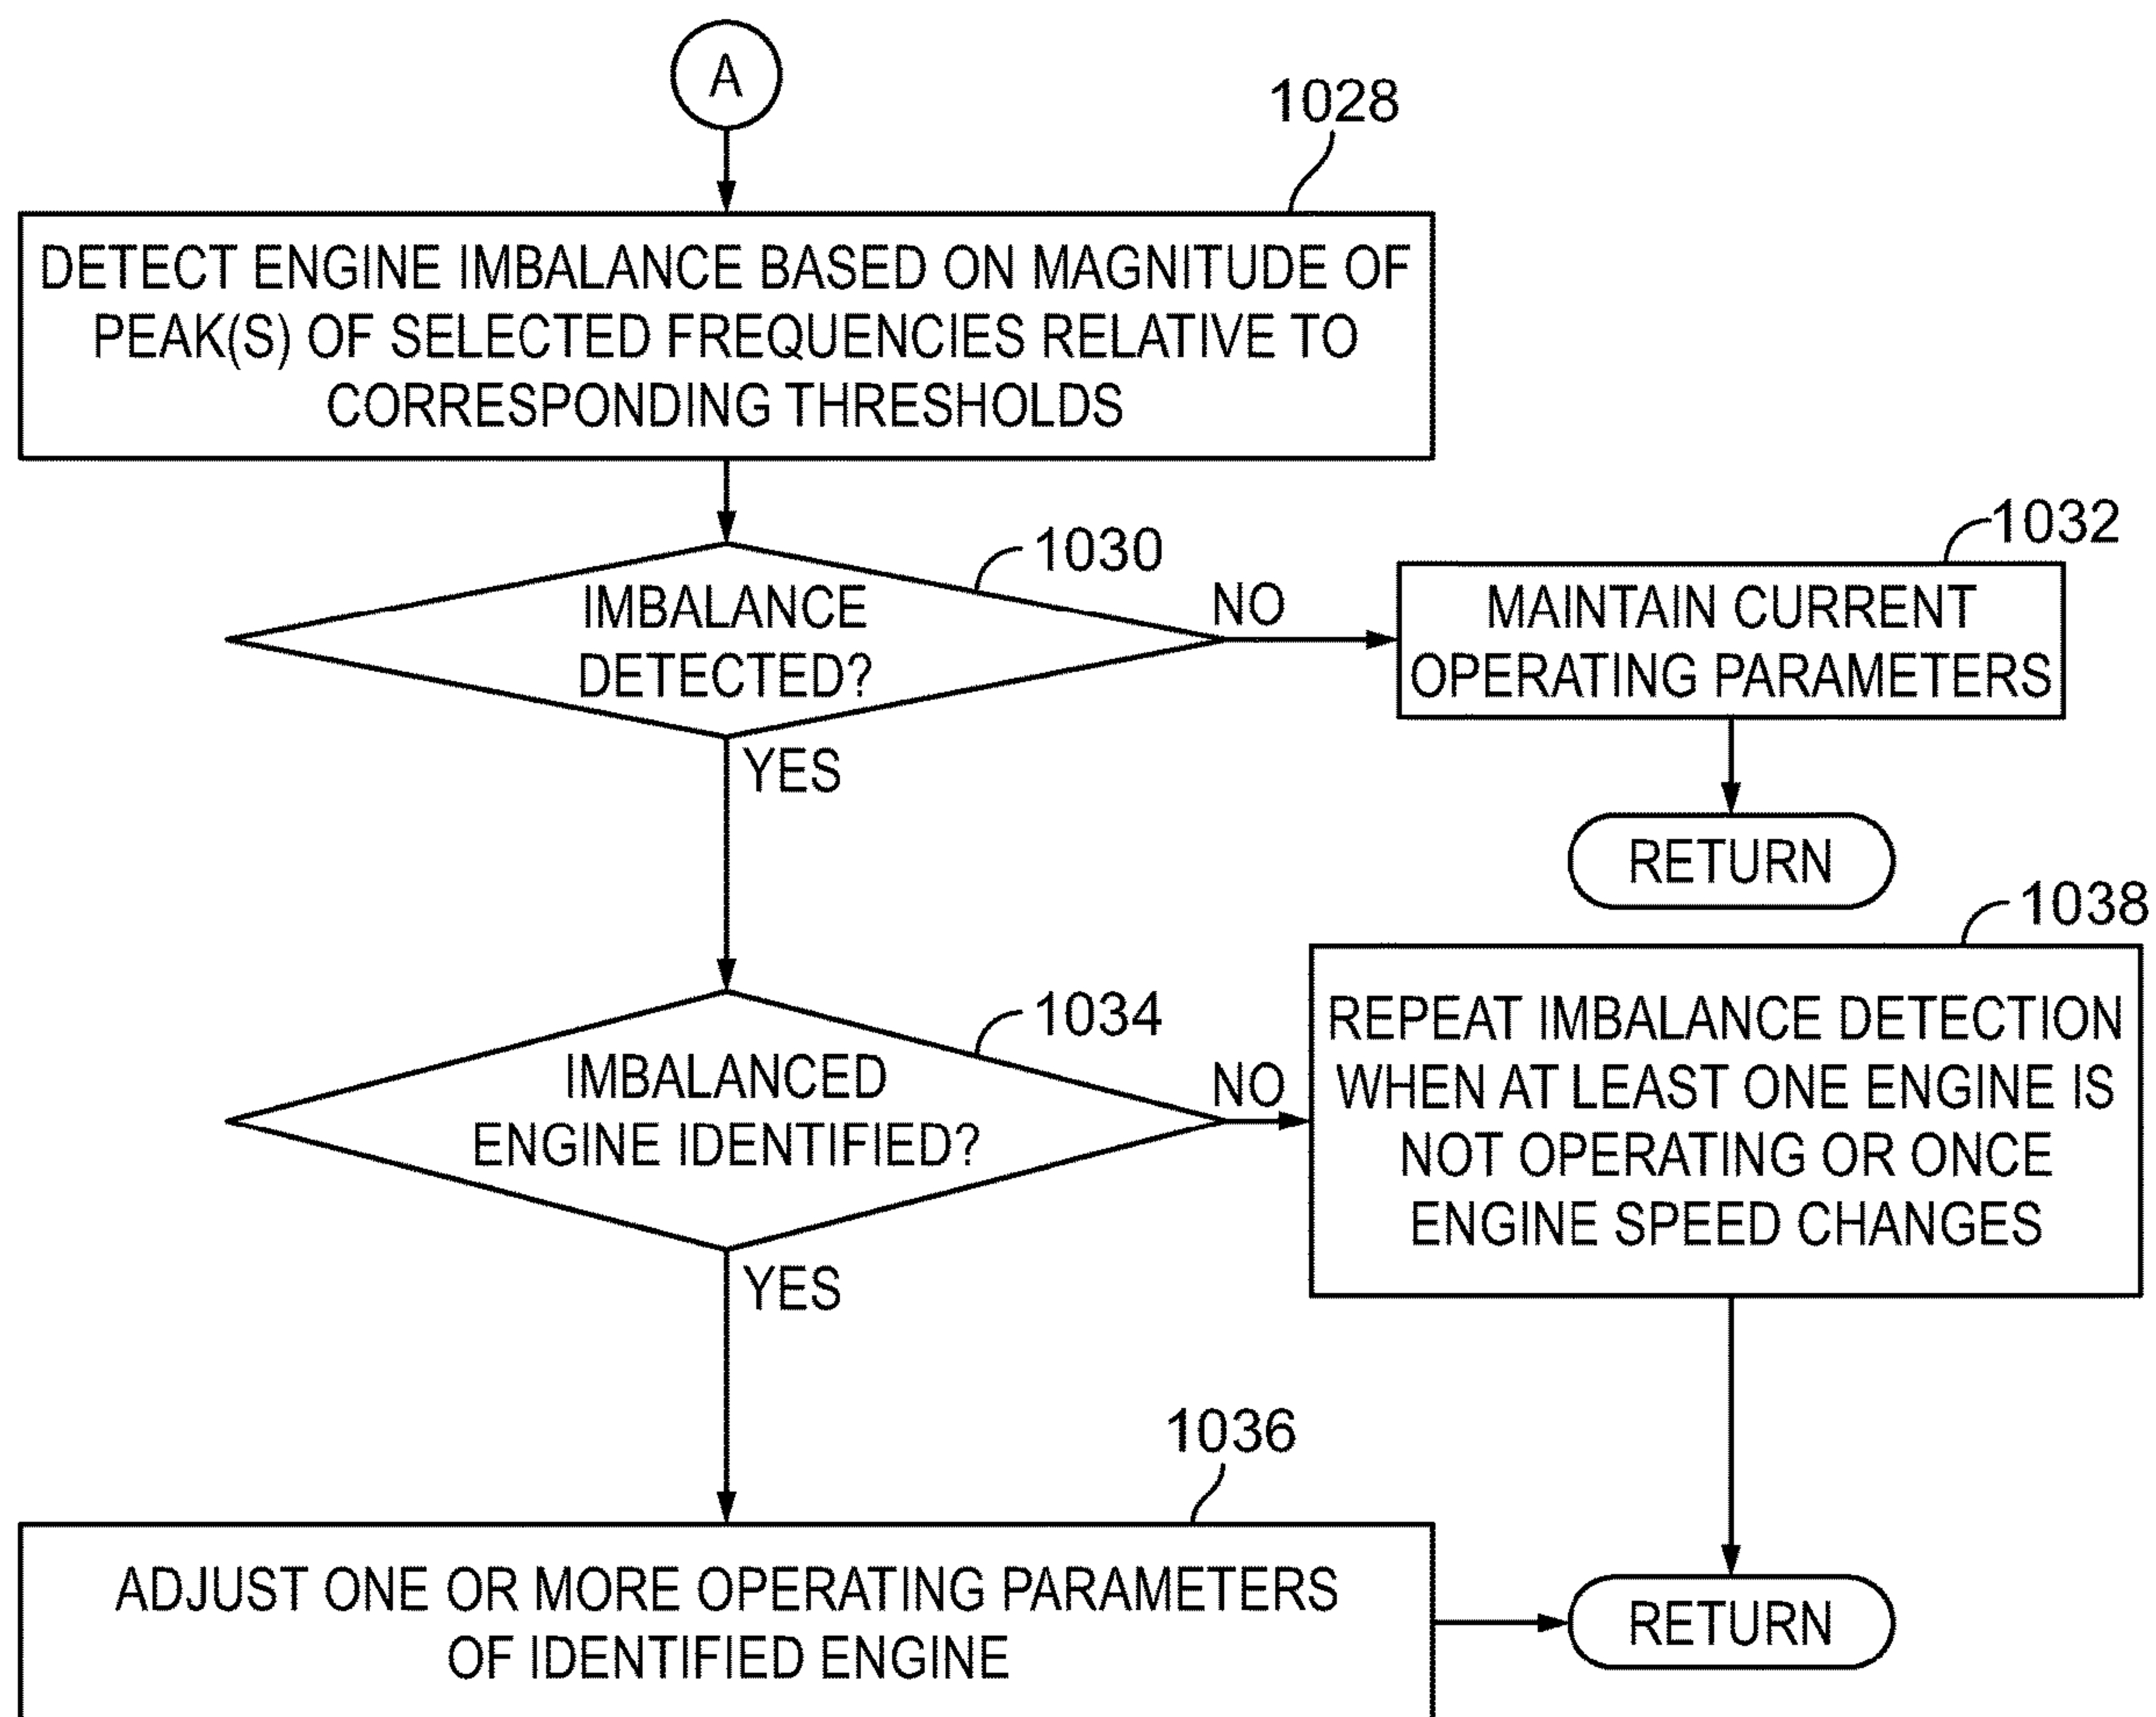 A
1028
DETECT ENGINE IMBALANCE BASED ON MAGNITUDE OF
PEAK(S) OF SELECTED FREQUENCIES RELATIVE TO
CORRESPONDING THRESHOLDS
1030
IMBALANCE
DETECTED?
NO
1032
MAINTAIN CURRENT
OPERATING PARAMETERS
RETURN
YES
1034
IMBALANCED
ENGINE IDENTIFIED?
NO
1038
REPEAT IMBALANCE DETECTION
WHEN AT LEAST ONE ENGINE IS
NOT OPERATING OR ONCE
ENGINE SPEED CHANGES
YES
1036
ADJUST ONE OR MORE OPERATING PARAMETERS
OF IDENTIFIED ENGINE
RETURN